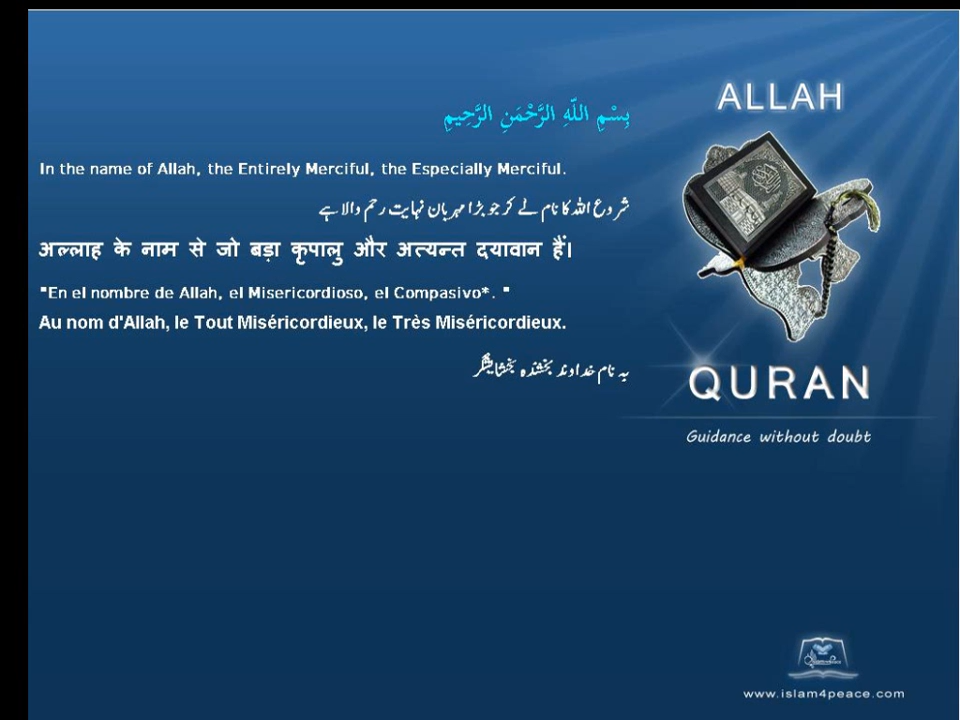 بِسْمِ اللَّهِ الرَّحْمَنِ الرَّحِيمِ
In the name of Allah, the Entirely Merciful, the Especially Merciful.
شروع اللہ کا نام لے کر جو بڑا مہربان نہایت رحم والا ہے
अल्लाह के नाम से जो बड़ा कृपालु और अत्यन्त दयावान हैं।
"En el nombre de Allah, el Misericordioso, el Compasivo*. "
Au nom d'Allah, le Tout Miséricordieux, le Très Miséricordieux.
به نام خداوند بخشنده بخشایشگر
ALLAH
QURAN
Guidance without doubt
www.islam4peace.com